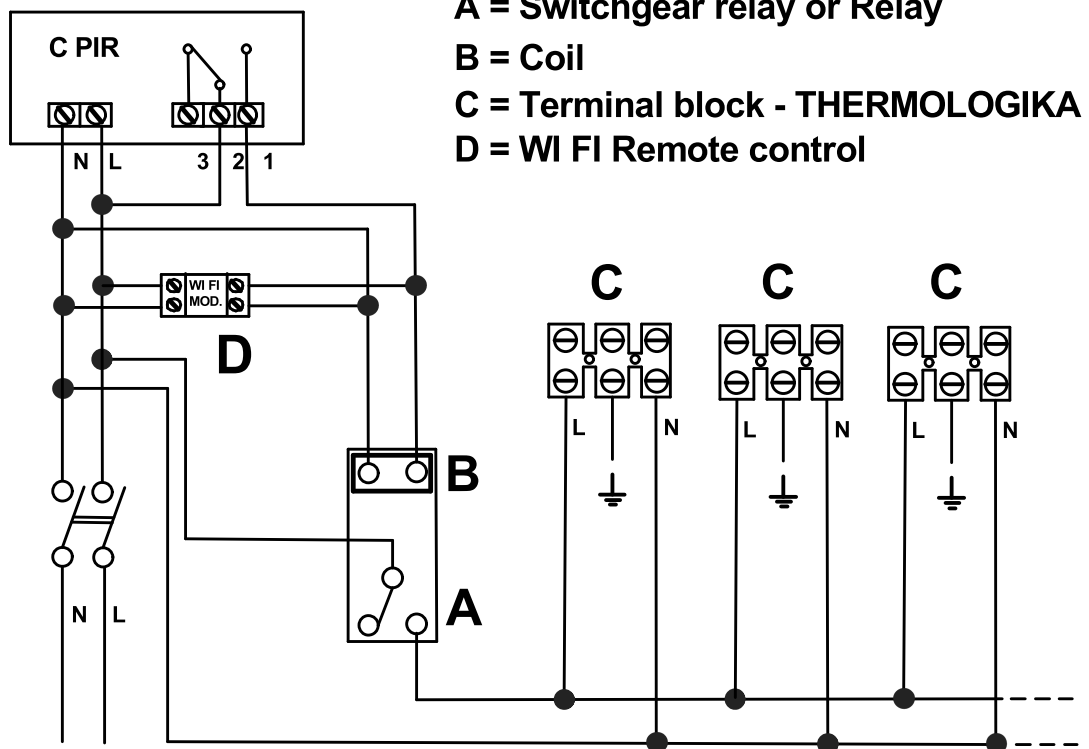 A = Switchgear relay or Relay
C PIR
B = Coil
C = Terminal block - THERMOLOGIKA
D = WI FI Remote control
N L 3 2 1
WI FI
MOD.
D
C C C
L N L N L N
B
A
N L